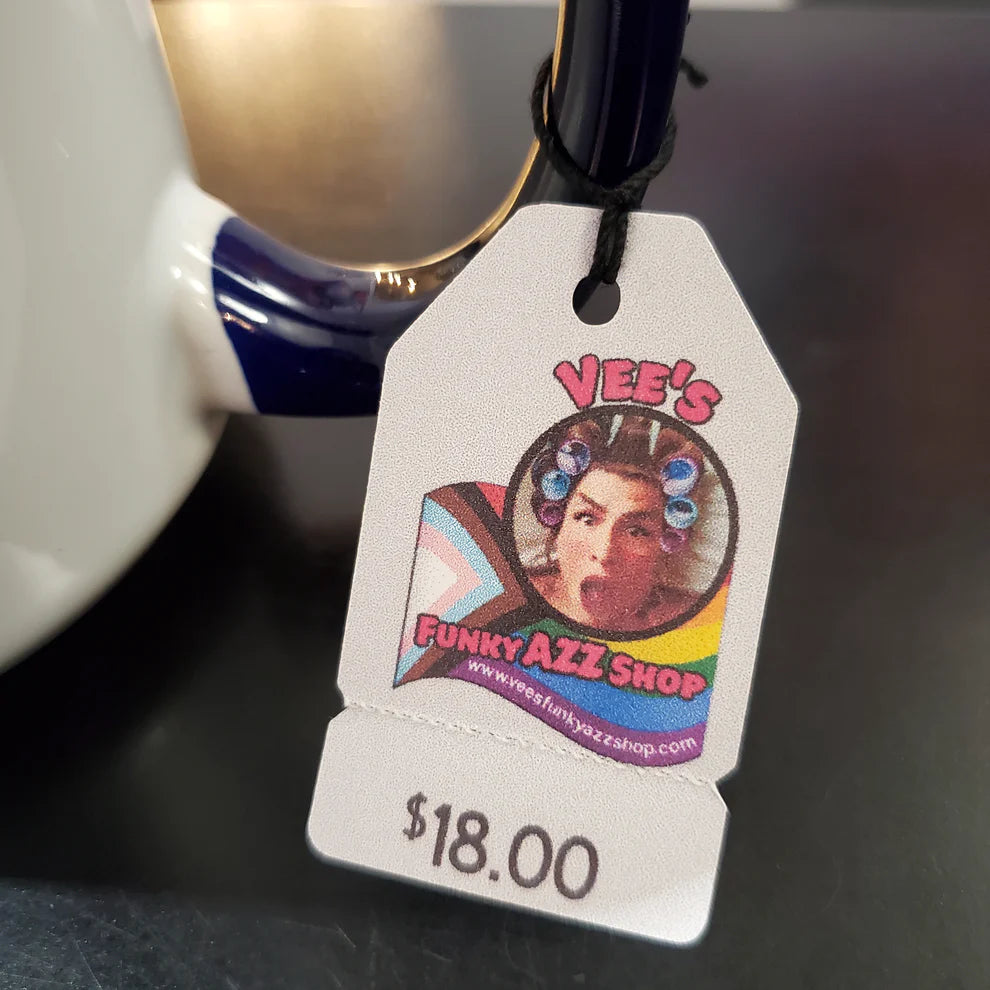 VEE'S
FUNKY AZZ SHOP
www.veesfunkyazzshop.com
$18.00